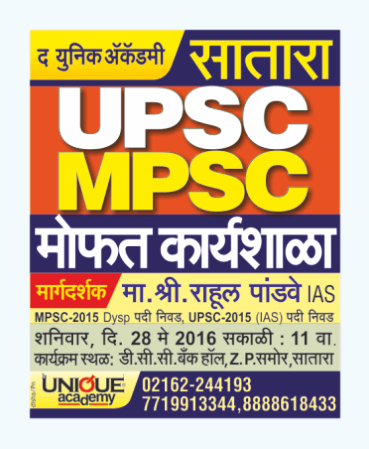 द युनिक ॲकॅडमी सातारा
UPSC
MPSC
मोफत कार्यशाळा
मार्गदर्शक मा.श्री.राहूल पांडवे IAS
MPSC-2015 Dysp पदी निवड, UPSC-2015 (IAS) पदी निवड
शनिवार, दि. 28 मे 2016 सकाळी : 11 वा.
कार्यक्रम स्थळ: डी.सी.सी.बँक हॉल, Z.P.समोर,सातारा
UNIQUE academy 02162-244193
7719913344,8888618433